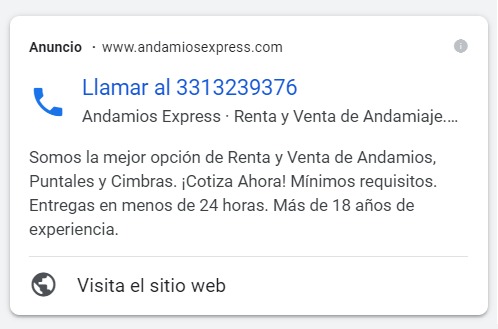 Anuncio · www.andamiosexpress.com
Llamar al 3313239376
Andamios Express · Renta y Venta de Andamiaje....
Somos la mejor opción de Renta y Venta de Andamios,
Puntales y Cimbras. ¡Cotiza Ahora! Mínimos requisitos.
Entregas en menos de 24 horas. Más de 18 años de
experiencia.
Visita el sitio web